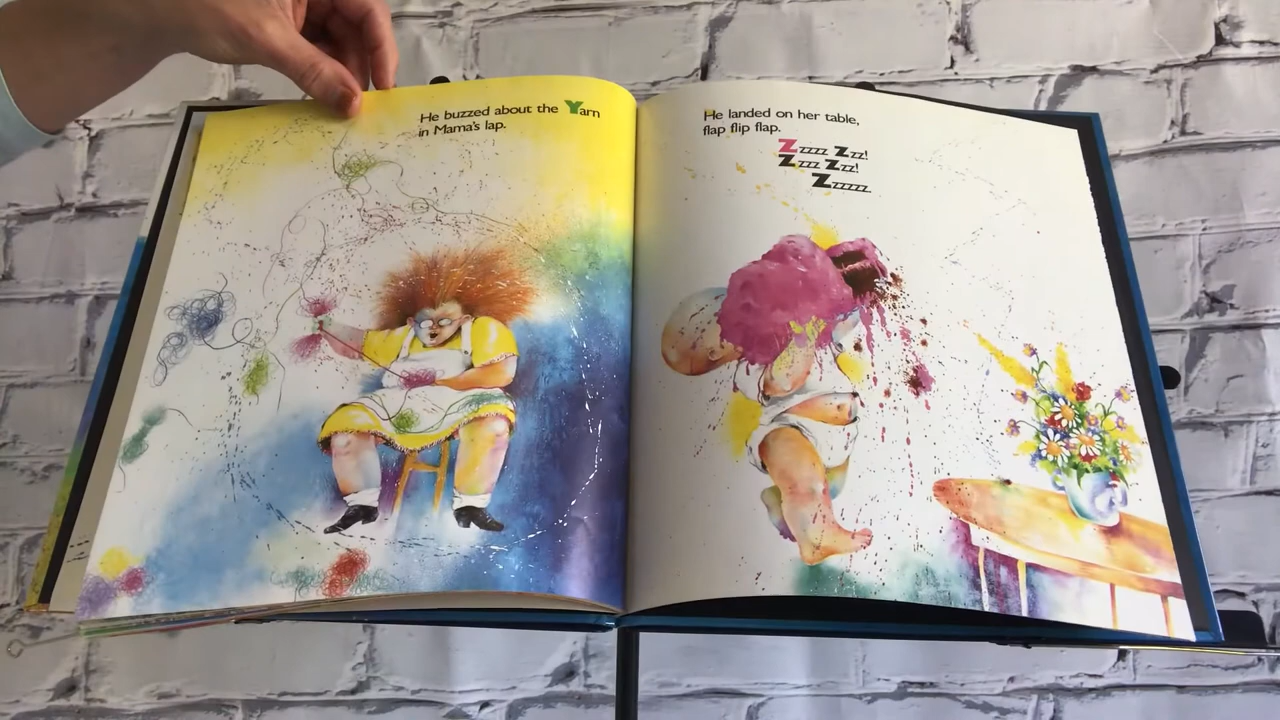 He buzzed about the Yarn
in Mama's lap.
He landed on her table,
flap flip flap.
Zzzzz Zzz!
Zzzz Zzz!
Zzzzzz.